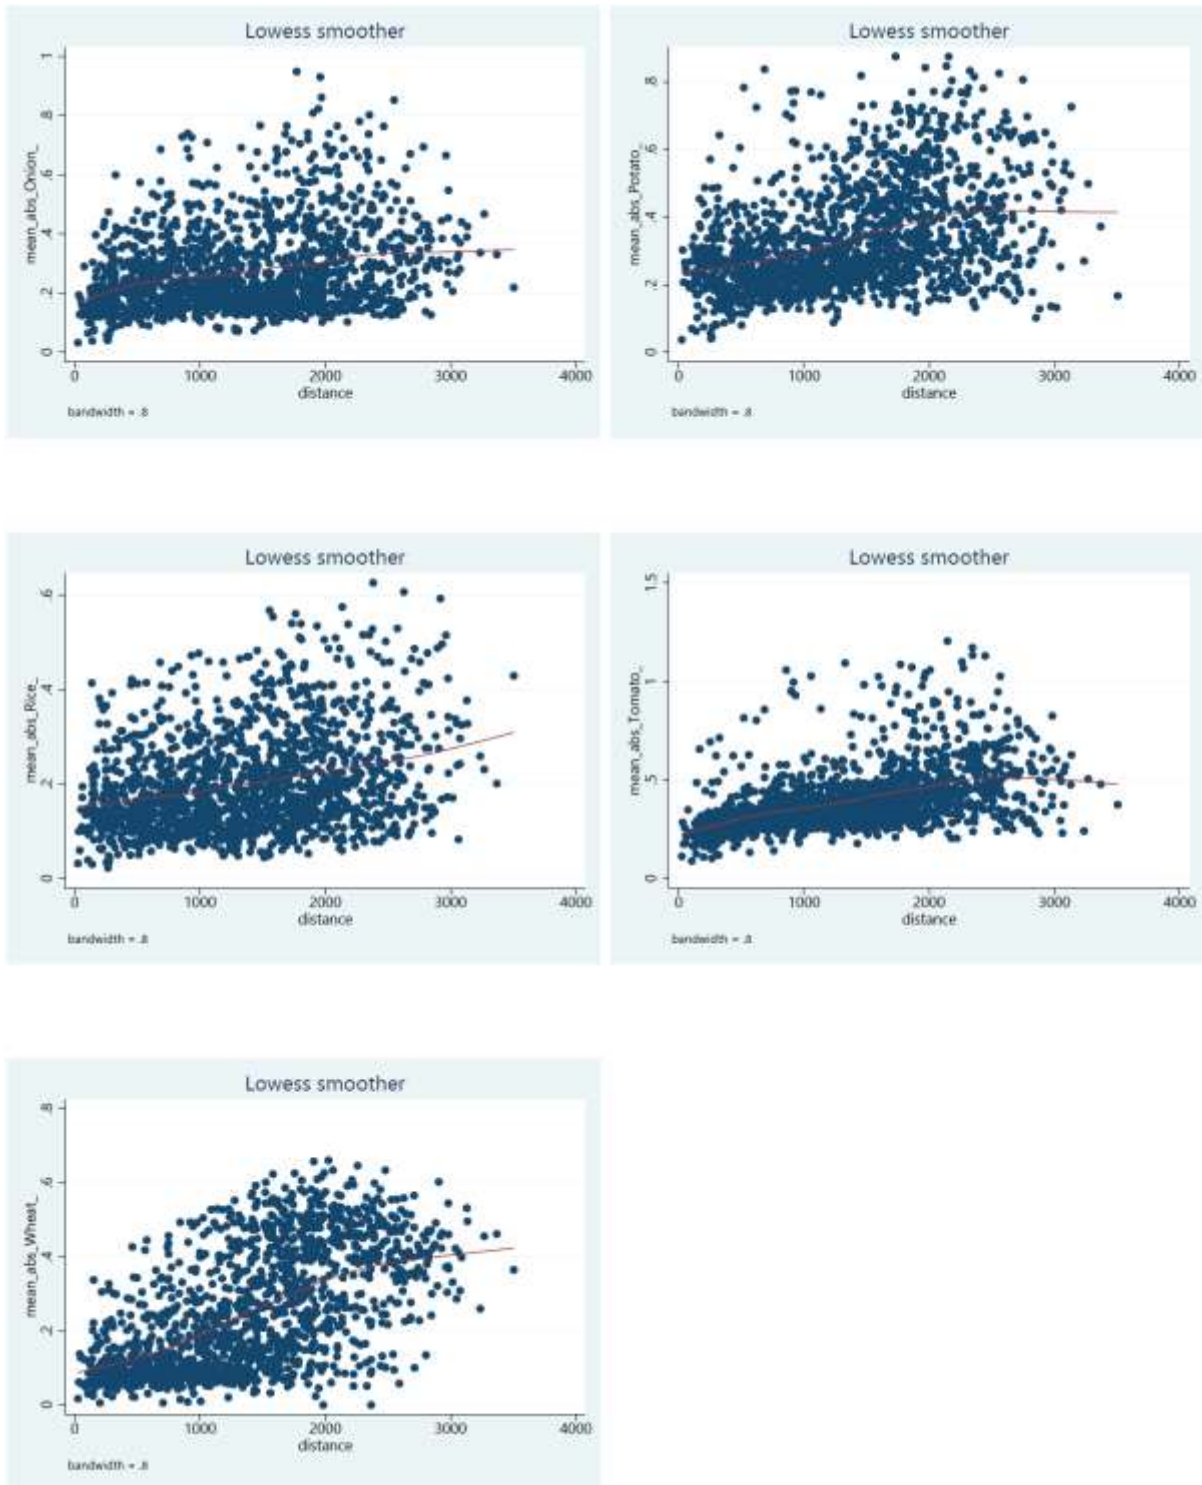 Lowess smoother
mean_abs_Onion_
0 .2 .4 .6 .8 1
0 1000 2000 3000 4000
distance
bandwidth = .8
Lowess smoother
mean_abs_Potato_
0 .2 .4 .6 .8
0 1000 2000 3000 4000
distance
bandwidth = .8
Lowess smoother
mean_abs_Rice_
0 .2 .4 .6
0 1000 2000 3000 4000
distance
bandwidth = .8
Lowess smoother
mean_abs_Tomato_
0 .5 1 1.5
0 1000 2000 3000 4000
distance
bandwidth = .8
Lowess smoother
mean_abs_Wheat_
0 .2 .4 .6 .8
0 1000 2000 3000 4000
distance
bandwidth = .8